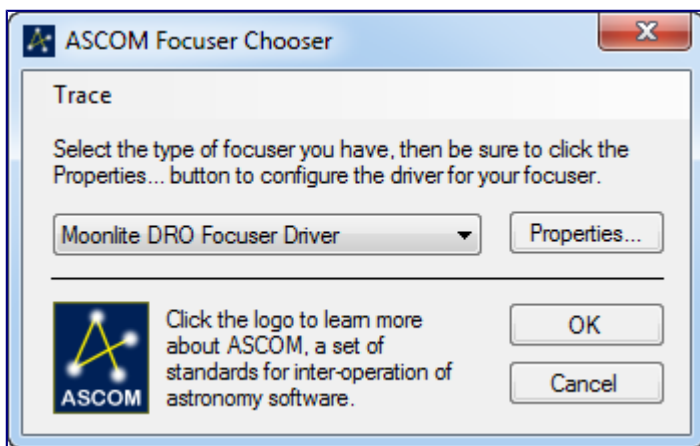 ASCOM Focuser Chooser
Trace
Select the type of focuser you have, then be sure to click the
Properties... button to configure the driver for your focuser.
Moonlite DRO Focuser Driver
Properties...
Click the logo to learn more
about ASCOM, a set of
standards for inter-operation of
astronomy software.
ASCOM
OK
Cancel